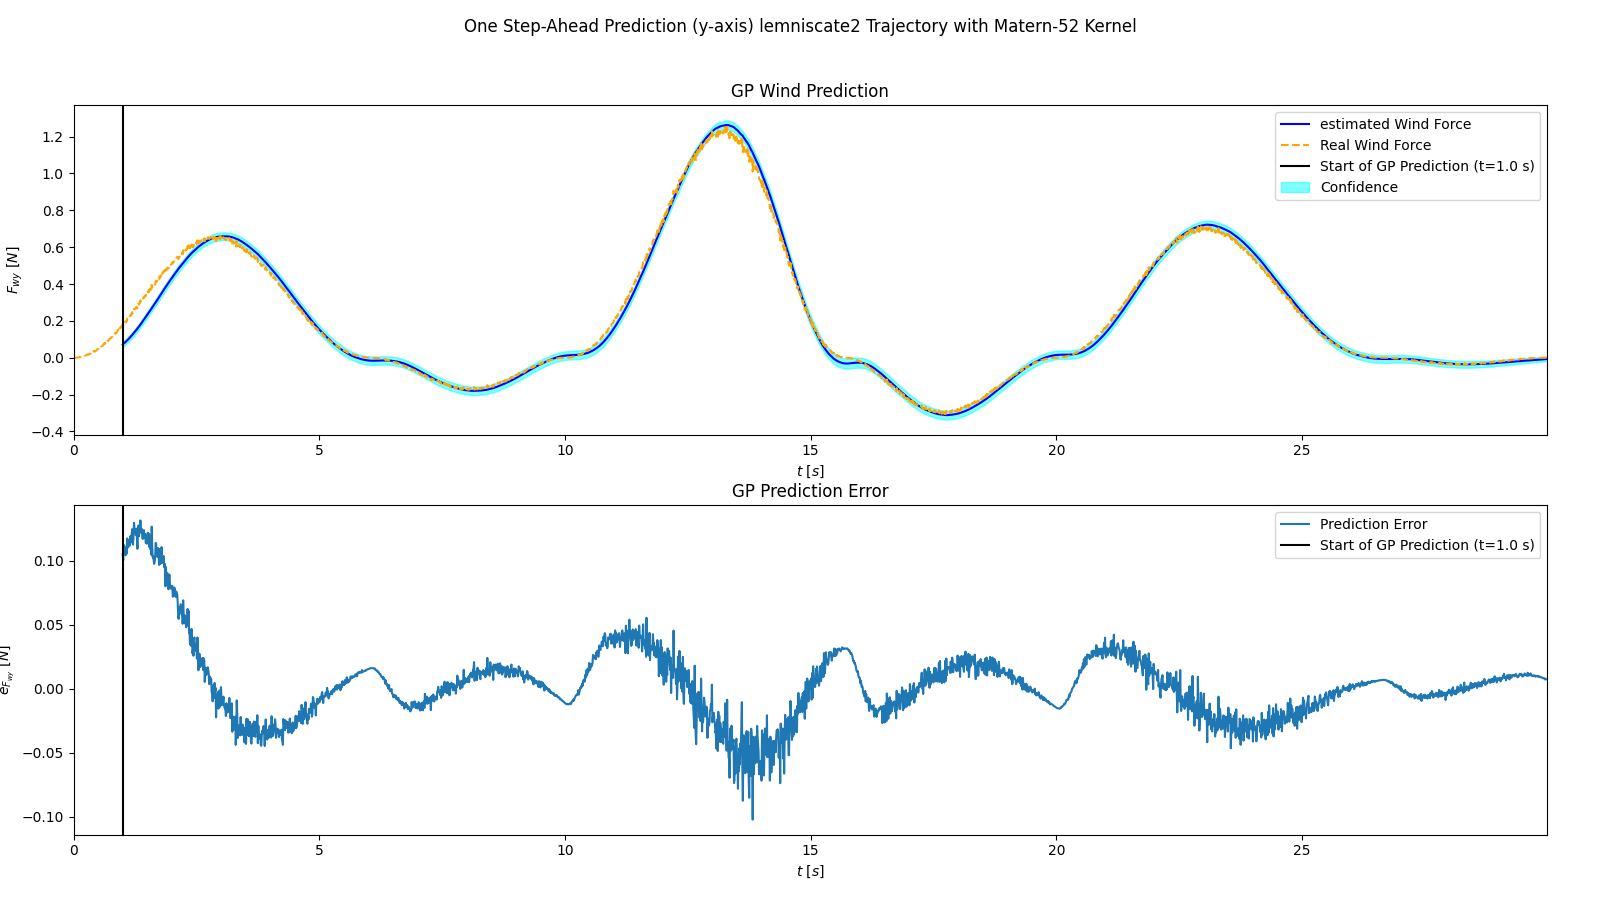 One Step-Ahead Prediction (y-axis) lemniscate2 Trajectory with Matern-52 Kernel
GP Wind Prediction
estimated Wind Force
Real Wind Force
Start of GP Prediction (t=1.0 s)
Confidence
F_wy [N]
1.2
1.0
0.8
0.6
0.4
0.2
0.0
−0.2
−0.4
0 5 10 15 20 25
t [s]
GP Prediction Error
Prediction Error
Start of GP Prediction (t=1.0 s)
e_F_wy [N]
0.10
0.05
0.00
−0.05
−0.10
0 5 10 15 20 25
t [s]